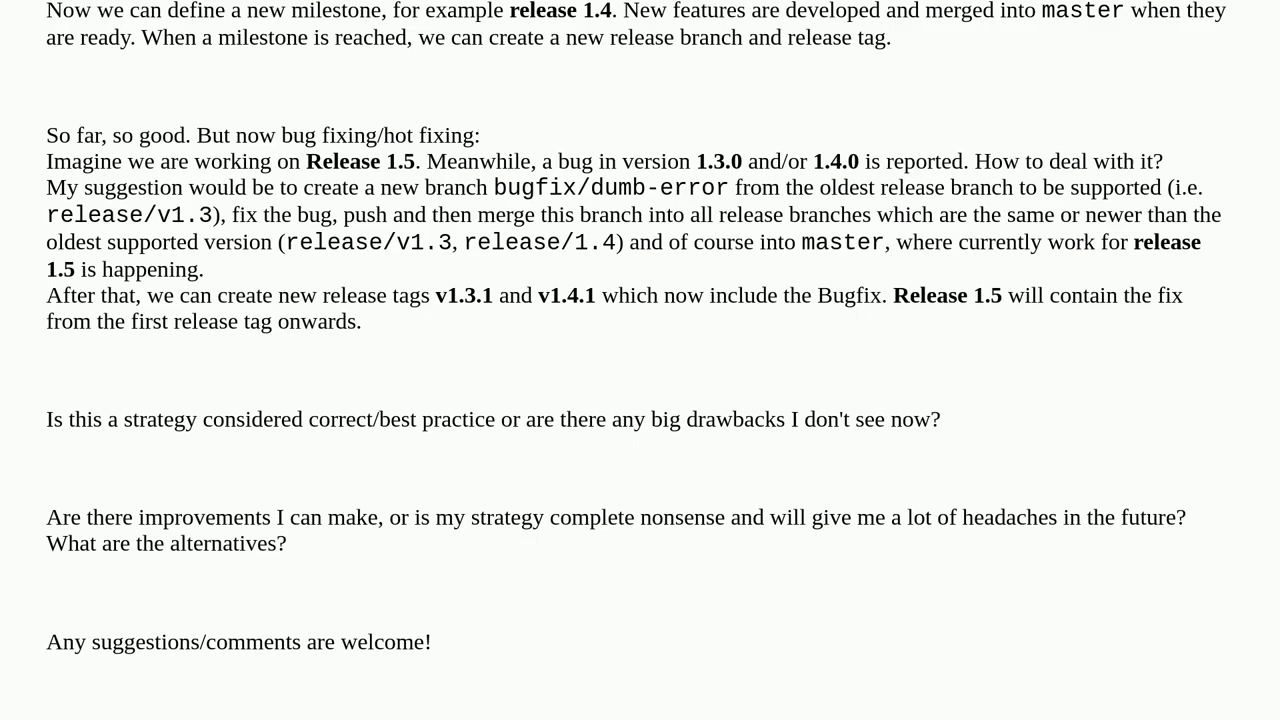 Now we can define a new milestone, for example release 1.4. New features are developed and merged into master when they
are ready. When a milestone is reached, we can create a new release branch and release tag.
So far, so good. But now bug fixing/hot fixing:
Imagine we are working on Release 1.5. Meanwhile, a bug in version 1.3.0 and/or 1.4.0 is reported. How to deal with it?
My suggestion would be to create a new branch bugfix/dumb-error from the oldest release branch to be supported (i.e.
release/v1.3), fix the bug, push and then merge this branch into all release branches which are the same or newer than the
oldest supported version (release/v1.3, release/1.4) and of course into master, where currently work for release
1.5 is happening.
After that, we can create new release tags v1.3.1 and v1.4.1 which now include the Bugfix. Release 1.5 will contain the fix
from the first release tag onwards.
Is this a strategy considered correct/best practice or are there any big drawbacks I don't see now?
Are there improvements I can make, or is my strategy complete nonsense and will give me a lot of headaches in the future?
What are the alternatives?
Any suggestions/comments are welcome!